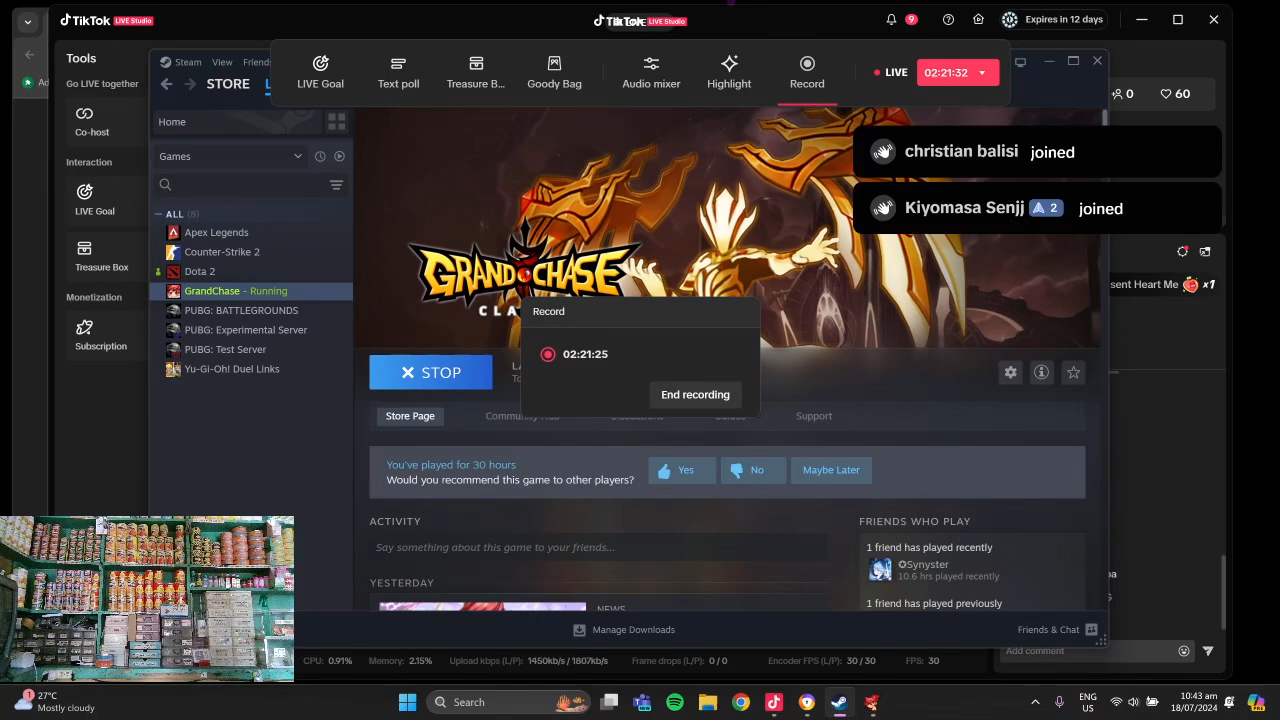 TikTok LIVE Studio
TikTok LIVE Studio
9
Expires in 12 days
Tools
Go LIVE together
Co-host
Interaction
LIVE Goal
Treasure Box
Monetization
Subscription
Steam View Friends
STORE
LIVE Goal
Text poll
Treasure B...
Goody Bag
Audio mixer
Highlight
Record
LIVE
02:21:32
0
60
christian balisi joined
Kiyomasa Senjj 2 joined
sent Heart Me x1
Home
Games
ALL (8)
Apex Legends
Counter-Strike 2
Dota 2
GrandChase - Running
PUBG: BATTLEGROUNDS
PUBG: Experimental Server
PUBG: Test Server
Yu-Gi-Oh! Duel Links
GRAND CHASE
Record
02:21:25
End recording
STOP
Store Page
Community Hub
Discussions
Guides
Support
You've played for 30 hours
Would you recommend this game to other players?
Yes
No
Maybe Later
ACTIVITY
Say something about this game to your friends...
YESTERDAY
NEWS
FRIENDS WHO PLAY
1 friend has played recently
✪Synyster
10.6 hrs played recently
1 friend has played previously
Manage Downloads
Friends & Chat
CPU: 0.91%
Memory: 2.15%
Upload kbps (L/P): 1450kb/s / 1807kb/s
Frame drops (L/P): 0 / 0
Encoder FPS (L/P): 30 / 30
FPS: 30
Add comment
1
27°C
Mostly cloudy
Search
ENG
US
10:43 am
18/07/2024